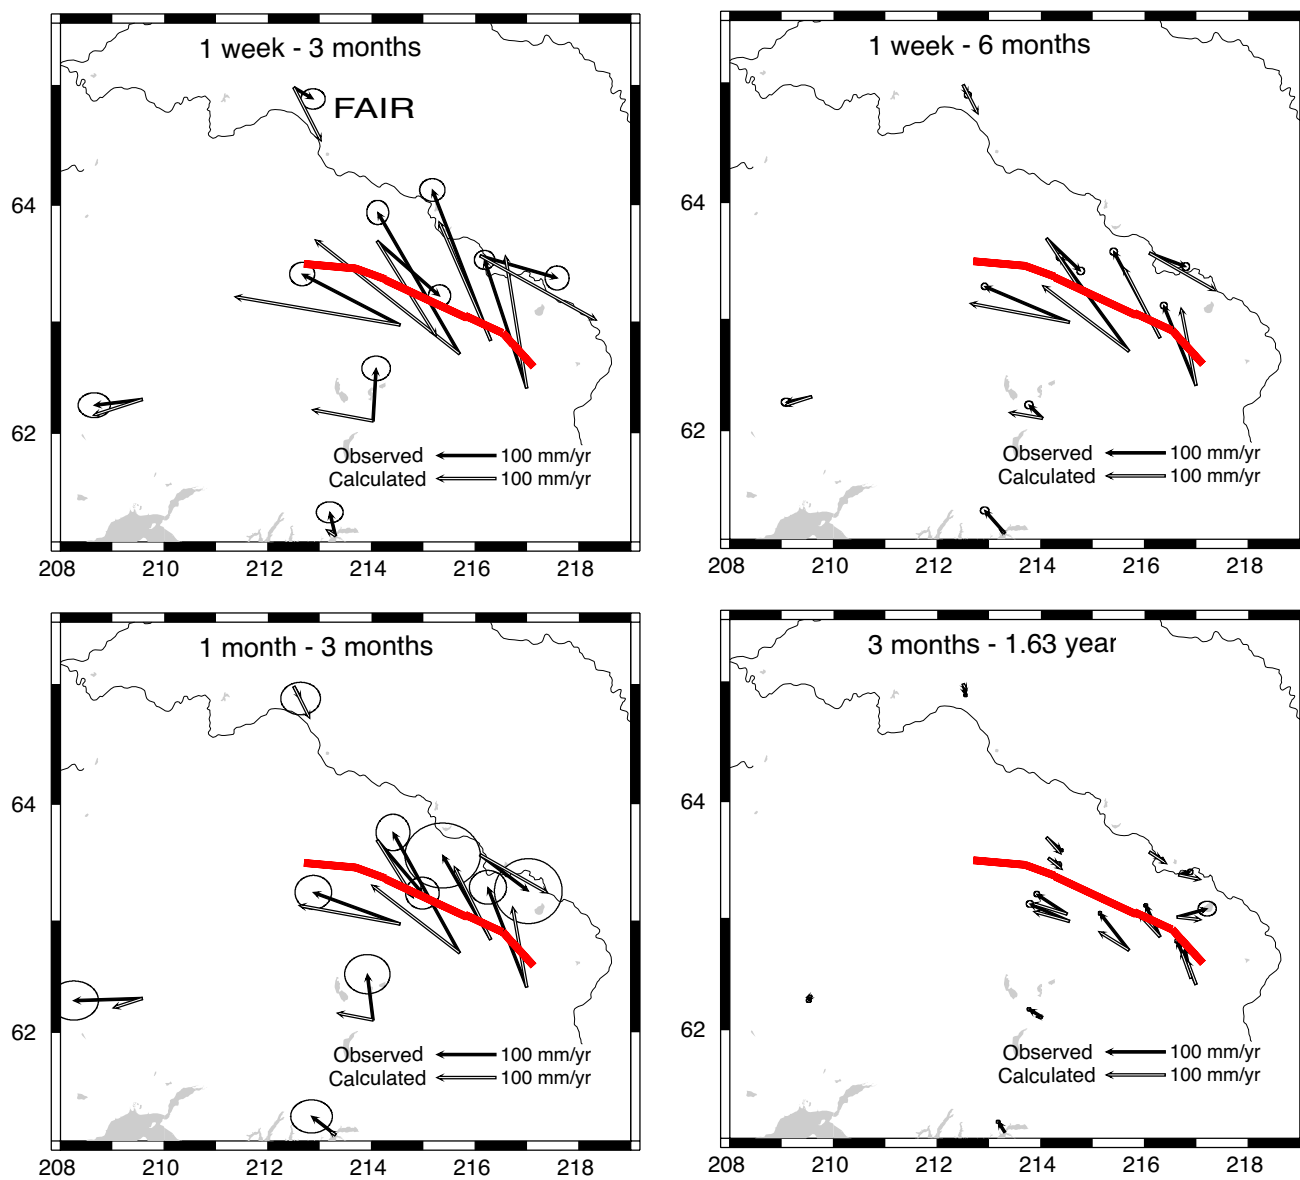 1 week - 3 months
FAIR
64
62
Observed 100 mm/yr
Calculated 100 mm/yr
208 210 212 214 216 218
1 week - 6 months
64
62
Observed 100 mm/yr
Calculated 100 mm/yr
208 210 212 214 216 218
1 month - 3 months
64
62
Observed 100 mm/yr
Calculated 100 mm/yr
208 210 212 214 216 218
3 months - 1.63 year
64
62
Observed 100 mm/yr
Calculated 100 mm/yr
208 210 212 214 216 218